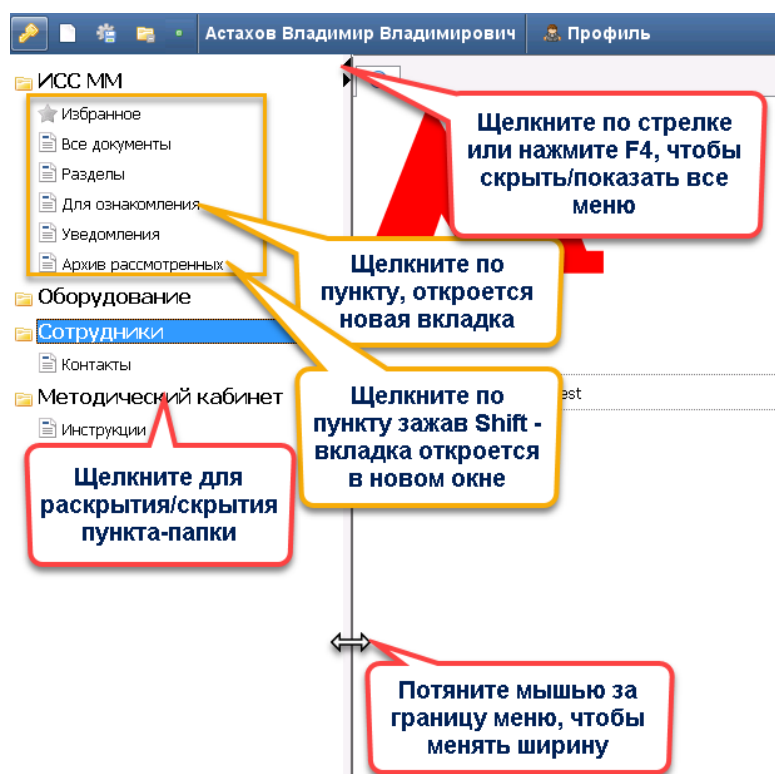 Астахов Владимир Владимирович Профиль
ИСС ММ
Избранное
Все документы
Разделы
Для ознакомления
Уведомления
Архив рассмотренных
Оборудование
Сотрудники
Контакты
Методический кабинет
Инструкции
Щелкните по стрелке
или нажмите F4, чтобы
скрыть/показать все
меню
Щелкните по
пункту, откроется
новая вкладка
Щелкните по
пункту зажав Shift -
вкладка откроется
в новом окне
Щелкните для
раскрытия/скрытия
пункта-папки
Потяните мышью за
границу меню, чтобы
менять ширину